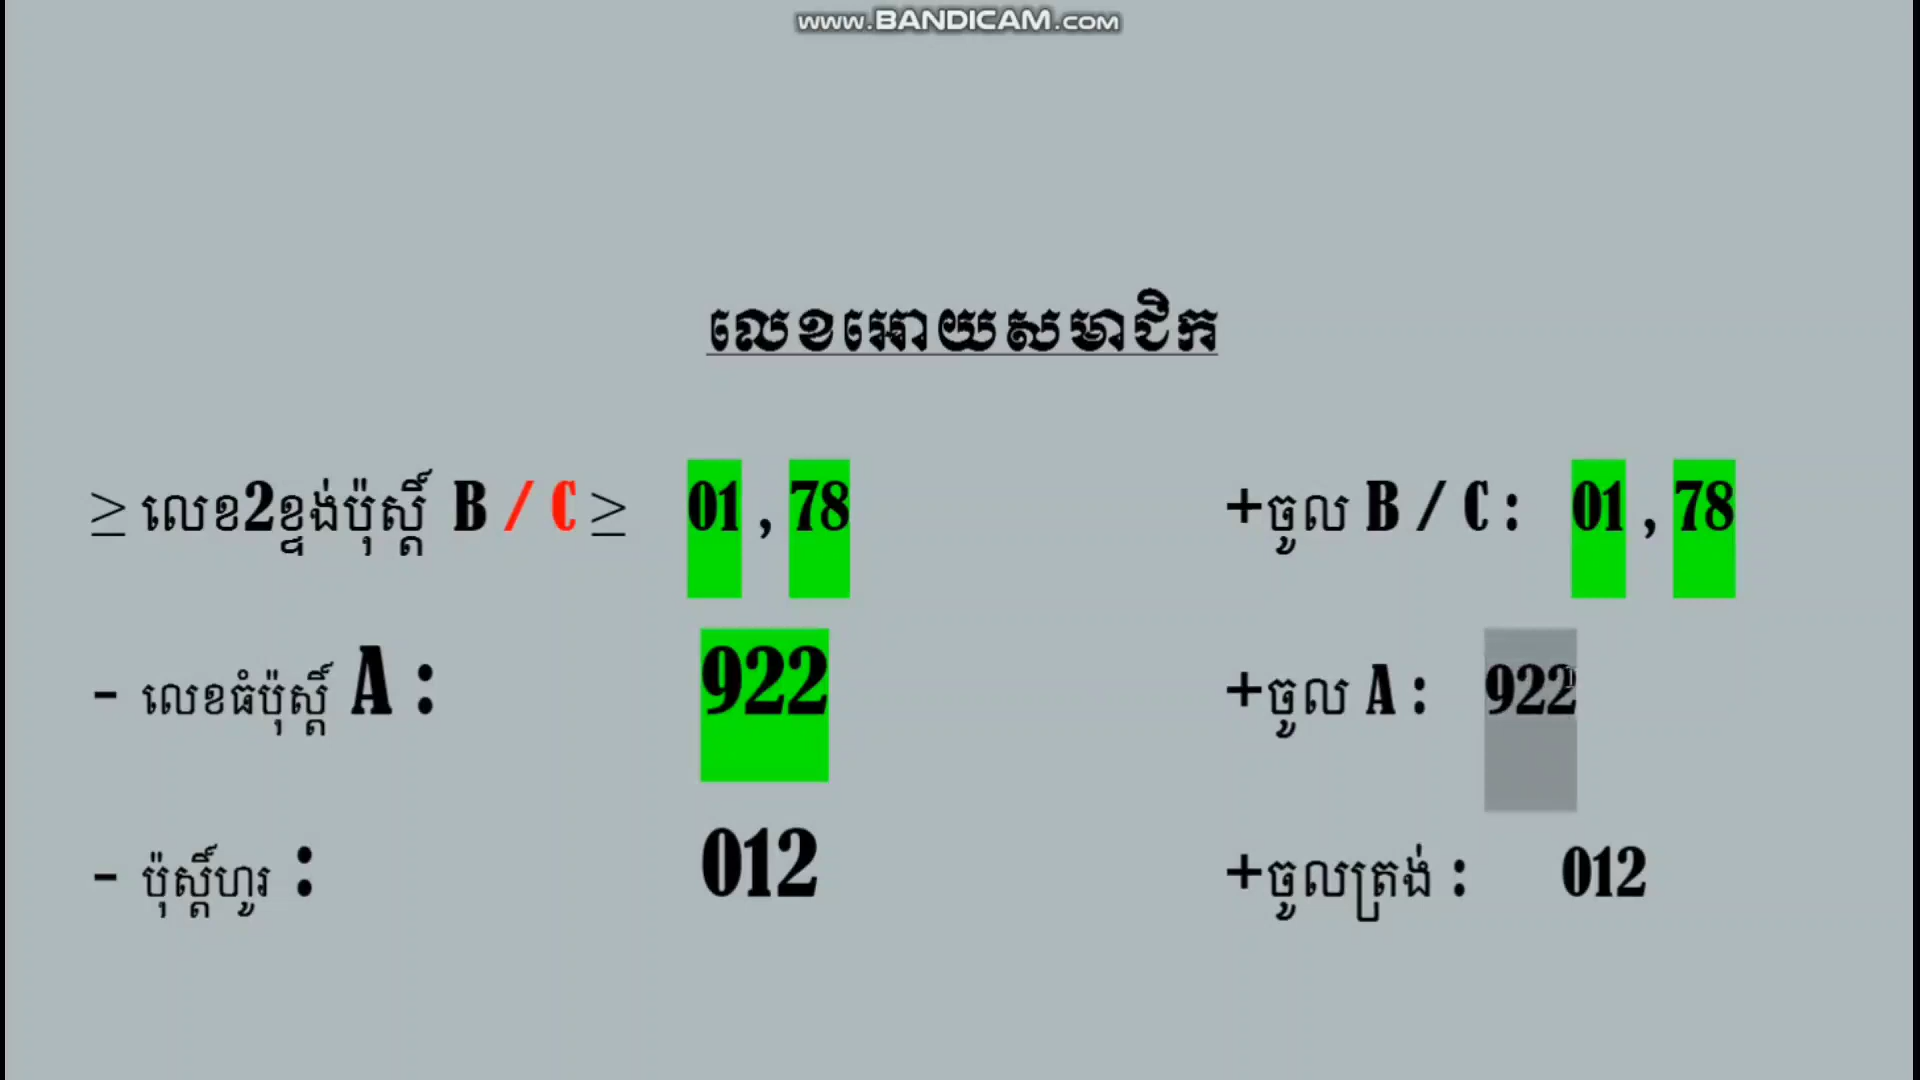 www.BANDICAM.com
លេខអោយសមាជិក
≥ លេខ2ខ្ទង់ប៉ុស្តិ៍ B / C ≥ 01 , 78 +ចូល B / C : 01 , 78
- លេខធំប៉ុស្តិ៍ A : 922 +ចូល A : 922
- ប៉ុស្តិ៍ហូរ : 012 +ចូលត្រង់ : 012